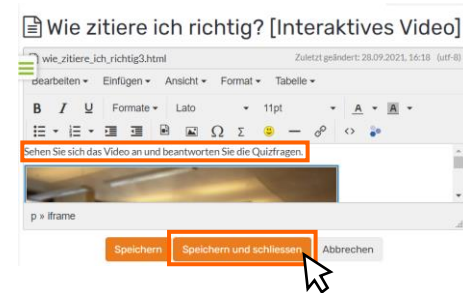 Wie zitiere ich richtig? [Interaktives Video]
wie_zitiere_ich_richtig3.html Zuletzt geändert: 28.09.2021, 16:18 (utf-8)
Bearbeiten Einfügen Ansicht Format Tabelle
B I U Formate Lato 11pt A A
Ω Σ
Sehen Sie sich das Video an und beantworten Sie die Quizfragen.
p » iframe
Speichern Speichern und schliessen Abbrechen